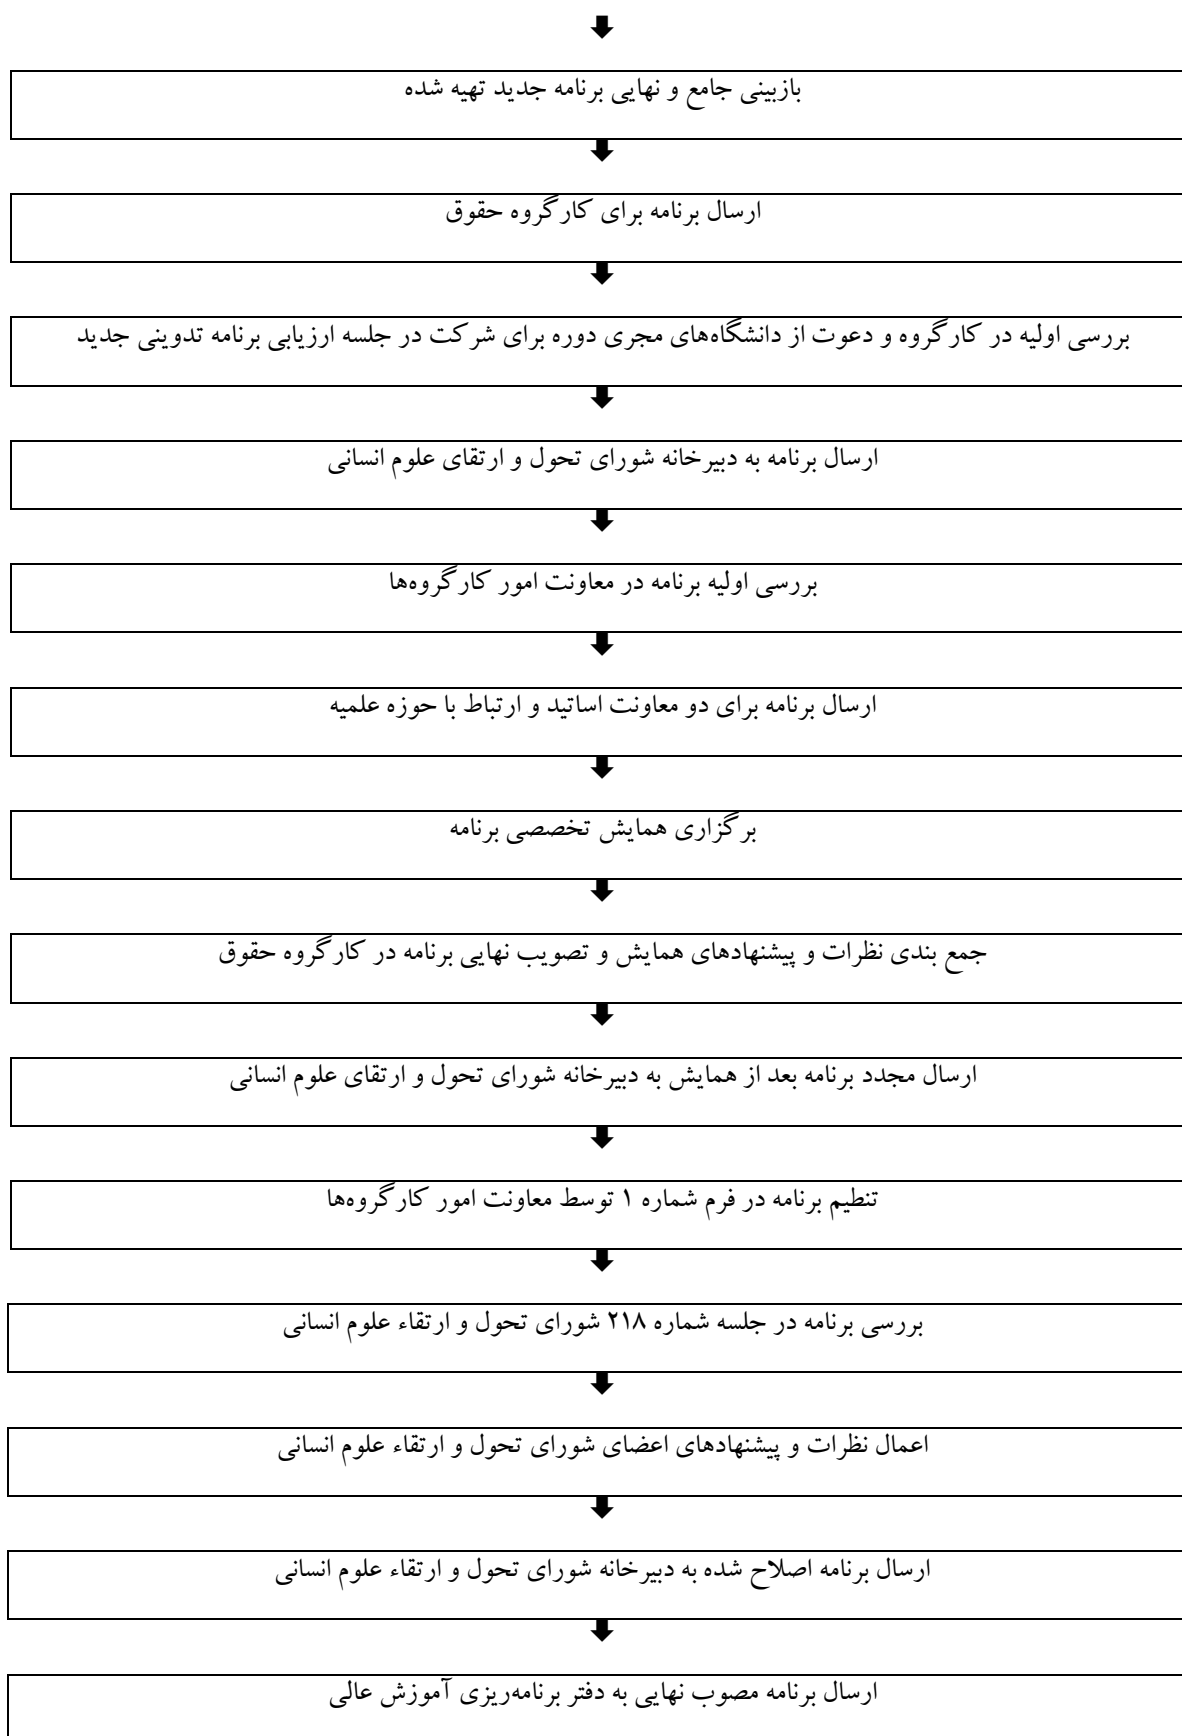 بازبینی جامع و نهایی برنامه جدید تهیه شده
ارسال برنامه برای کارگروه حقوق
بررسی اولیه در کارگروه و دعوت از دانشگاه‌های مجری دوره برای شرکت در جلسه ارزیابی برنامه تدوینی جدید
ارسال برنامه به دبیرخانه شورای تحول و ارتقای علوم انسانی
بررسی اولیه برنامه در معاونت امور کارگروه‌ها
ارسال برنامه برای دو معاونت اساتید و ارتباط با حوزه علمیه
برگزاری همایش تخصصی برنامه
جمع بندی نظرات و پیشنهادهای همایش و تصویب نهایی برنامه در کارگروه حقوق
ارسال مجدد برنامه بعد از همایش به دبیرخانه شورای تحول و ارتقای علوم انسانی
تنطیم برنامه در فرم شماره ۱ توسط معاونت امور کارگروه‌ها
بررسی برنامه در جلسه شماره ۲۱۸ شورای تحول و ارتقاء علوم انسانی
اعمال نظرات و پیشنهادهای اعضای شورای تحول و ارتقاء علوم انسانی
ارسال برنامه اصلاح شده به دبیرخانه شورای تحول و ارتقاء علوم انسانی
ارسال برنامه مصوب نهایی به دفتر برنامه‌ریزی آموزش عالی